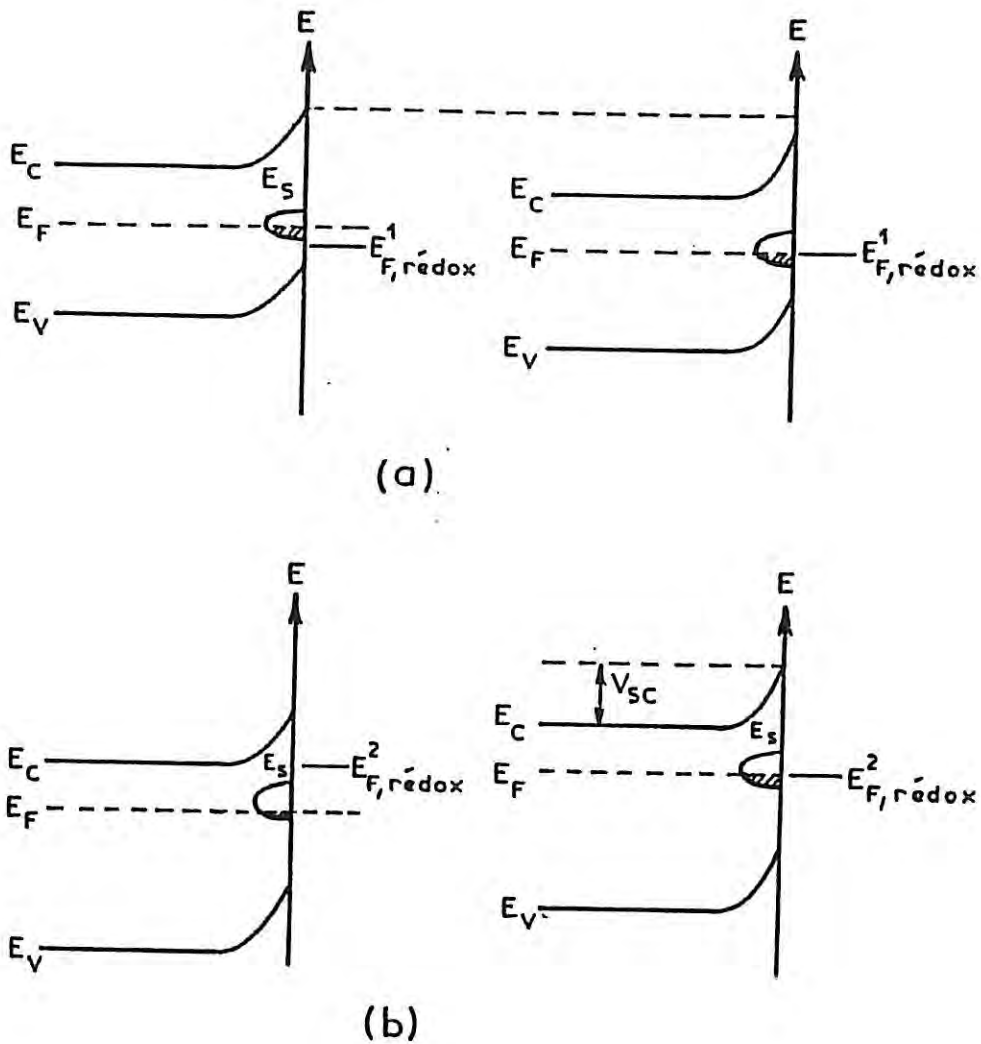 E
E
E_C
E_S
E_F
E^1_F, rédox
E_V
E_C
E_F
E^1_F, rédox
E_V
(a)
E
E
E_C
E_S
E^2_F, rédox
E_F
E_V
V_SC
E_C
E_S
E_F
E^2_F, rédox
E_V
(b)